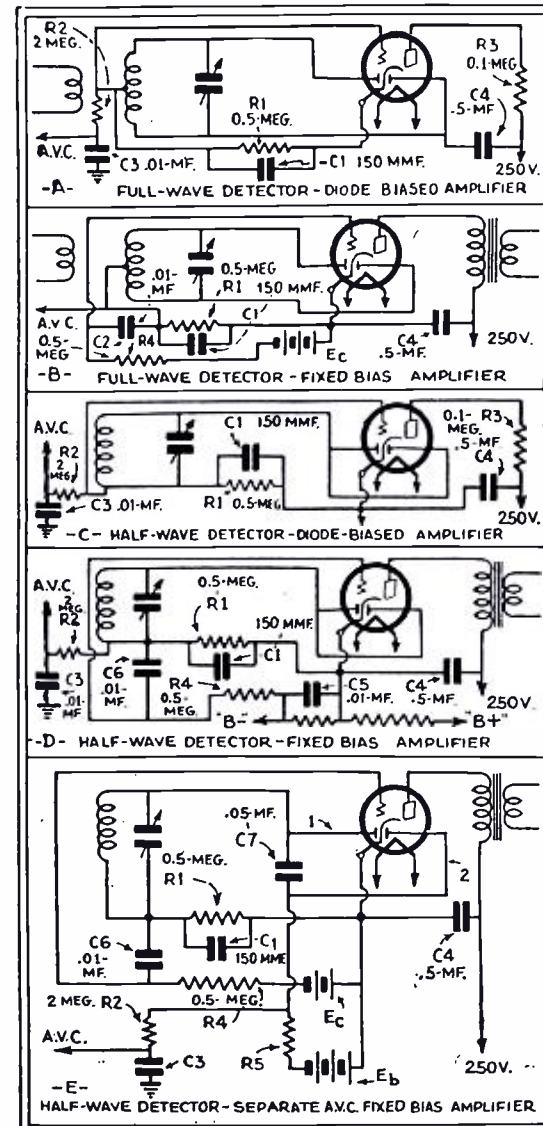 R2
2 MEG.
R3
0.1-MEG
R1
0.5-MEG.
C4
.5-MF.
A.V.C.
C3 .01-MF.
C1 150 MMF.
250V.
-A- FULL-WAVE DETECTOR-DIODE BIASED AMPLIFIER
.01-
MF
0.5-MEG
R1 150 MMF.
A.V.C.
C2
C1
0.5-
MEG
R4
Ec
C4
.5-MF.
250V.
-B- FULL-WAVE DETECTOR-FIXED BIAS AMPLIFIER
A.V.C.
C1 150 MMF.
0.1-
MEG.
R3
R2
2
MEG
.5-MF.
C4
C3 .01-MF.
R1 0.5-MEG
250V.
-C- HALF-WAVE DETECTOR-DIODE-BIASED AMPLIFIER
A.V.C.
2
MEG.
R2
0.5-MEG.
R1
150 MMF.
C1
C3
.01-
MF
C6
.01-
MF.
R4
0.5-
MEG.
C5
.01-MF.
C4
.5-MF.
250V.
"B-"
"B+"
-D- HALF-WAVE DETECTOR-FIXED BIAS AMPLIFIER
.05-MF.
C7
1
0.5-MEG.
R1
2
C6
.01-
MF.
C1
150 MMF
C4
.5-MF.
2 MEG. R2
0.5-MEG.
R4
Ec
A.V.C.
C3
R5
Eb
250V.
-E-
HALF-WAVE DETECTOR-SEPARATE A.V.C. FIXED BIAS AMPLIFIER